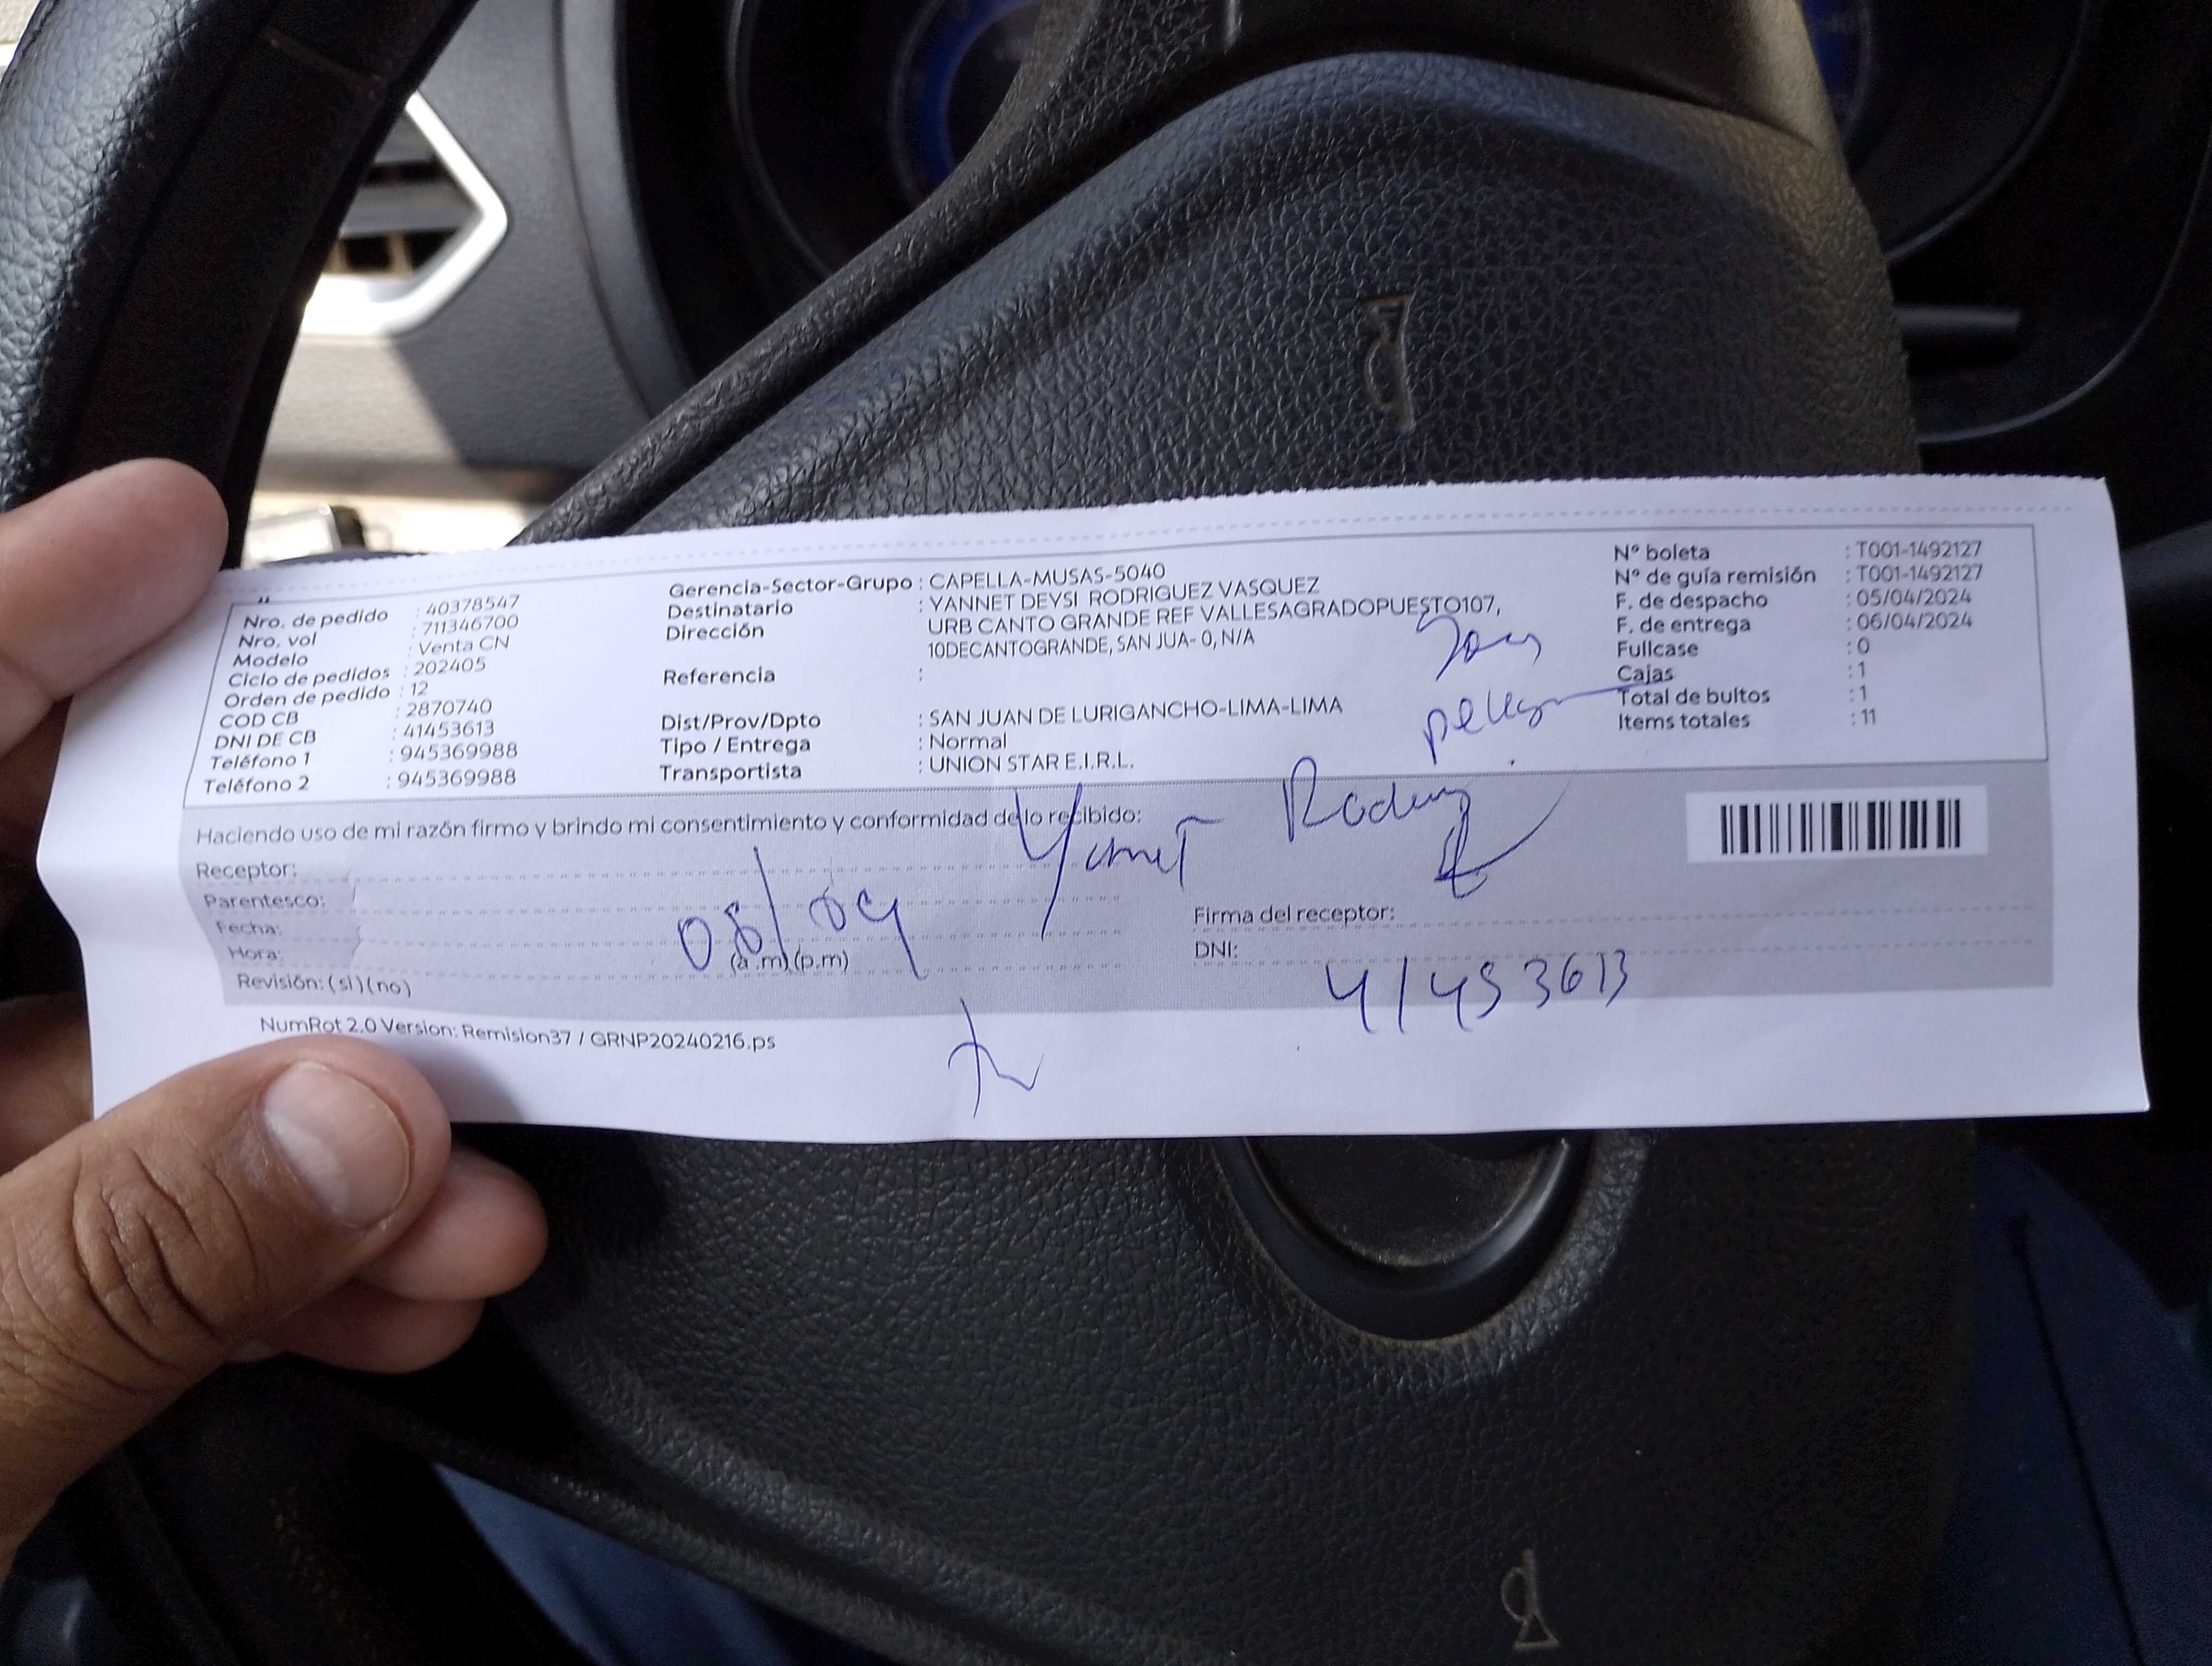 Nro. de pedido : 40378547
Nro. vol : 711346700
Modelo : Venta CN
Ciclo de pedidos : 202405
Orden de pedido : 12
COD CB : 2870740
DNI DE CB : 41453613
Teléfono 1 : 945369988
Teléfono 2 : 945369988
Gerencia-Sector-Grupo : CAPELLA-MUSAS-5040
Destinatario : YANNET DEYSI RODRIGUEZ VASQUEZ
Dirección : URB CANTO GRANDE REF VALLESAGRADOPUESTO107,
10DECANTOGRANDE, SAN JUA- 0, N/A
Referencia :
Dist/Prov/Dpto : SAN JUAN DE LURIGANCHO-LIMA-LIMA
Tipo / Entrega : Normal
Transportista : UNION STAR E.I.R.L.
N° boleta : T001-1492127
N° de guía remisión : T001-1492127
F. de despacho : 05/04/2024
F. de entrega : 06/04/2024
Fullcase : 0
Cajas : 1
Total de bultos : 1
Items totales : 11
Haciendo uso de mi razón firmo y brindo mi consentimiento y conformidad de lo recibido:
Receptor:
Parentesco:
Fecha: 08/04
Hora: (a.m)(p.m)
Revisión: (si)(no)
Firma del receptor:
DNI: 41453613
NumRot 2.0 Version: Remision37 / GRNP20240216.ps